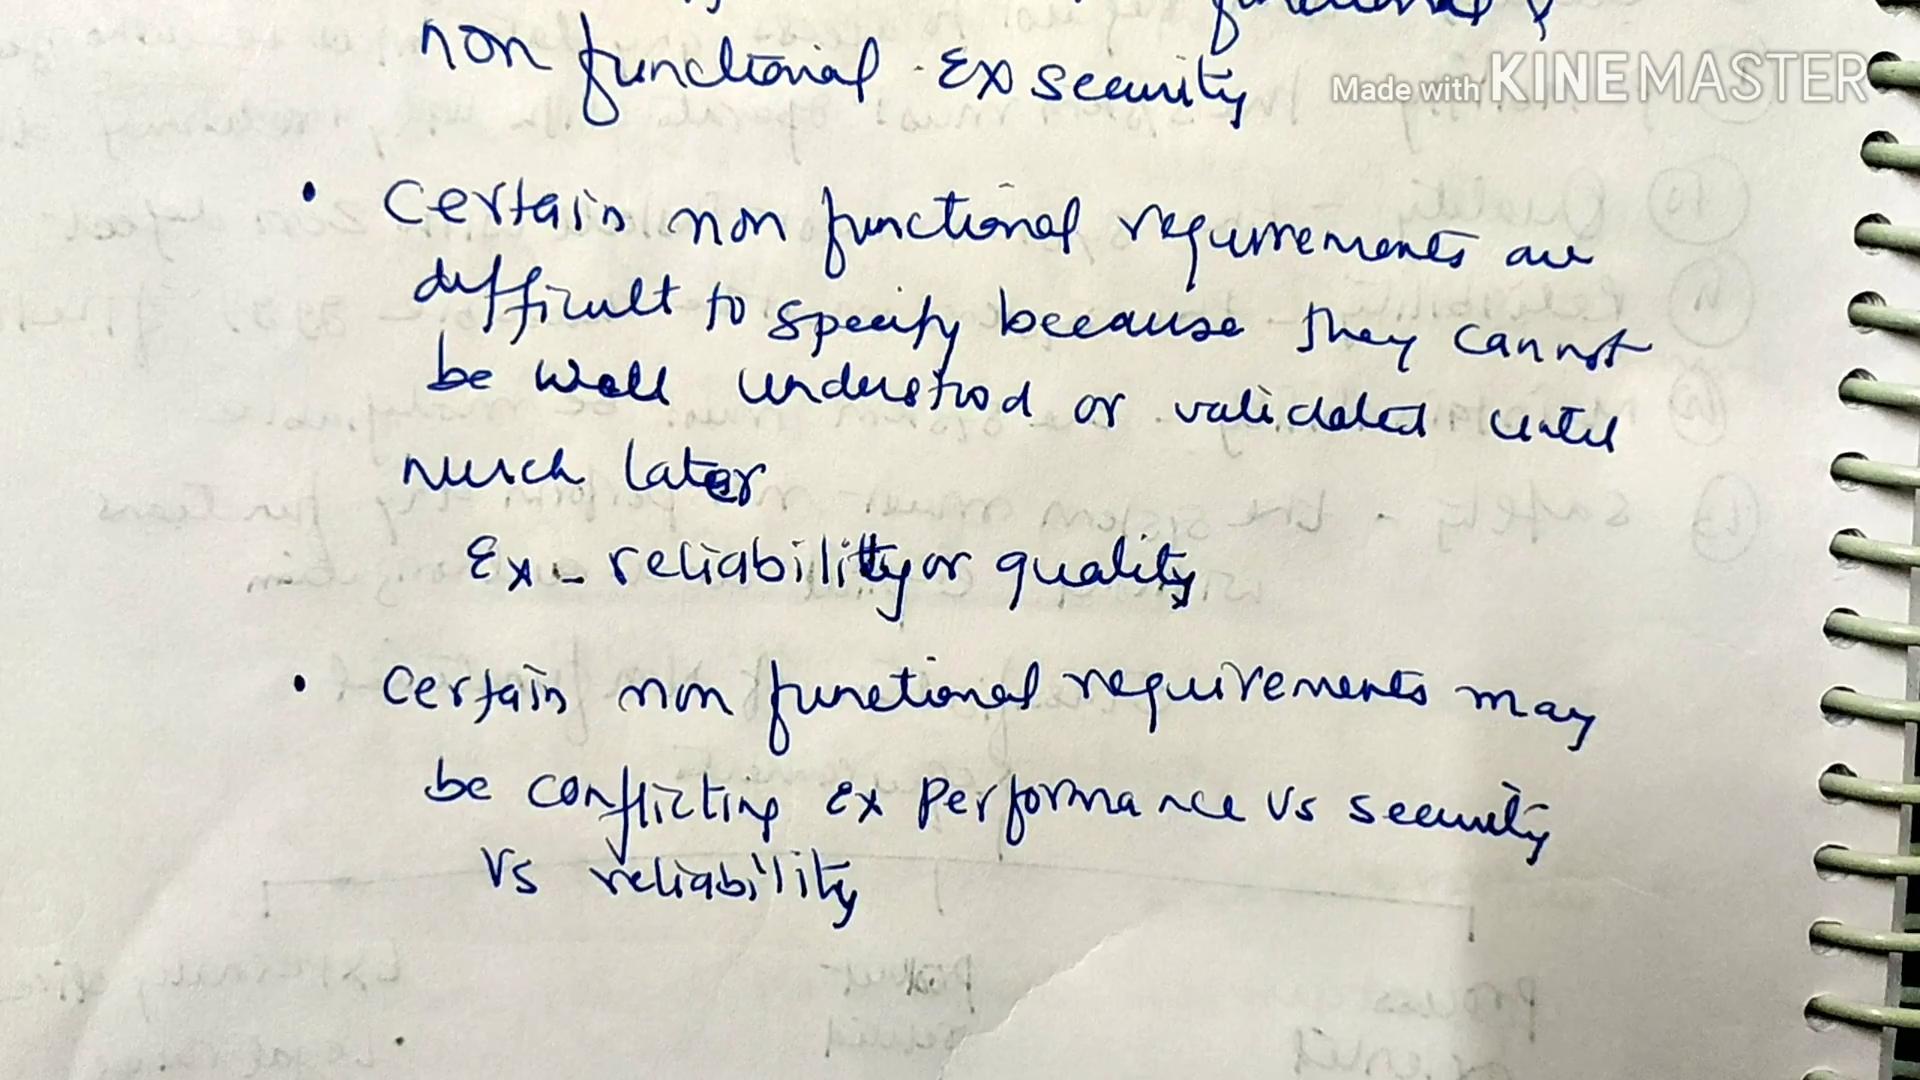 functional &
non functional . Ex security
Made with KINEMASTER
• Certain non functional requirements are
difficult to specify because they cannot
be well understood or validated until
much later
Ex - reliability or quality
• Certain non functional requirements may
be conflicting Ex Performance Vs security
Vs reliability